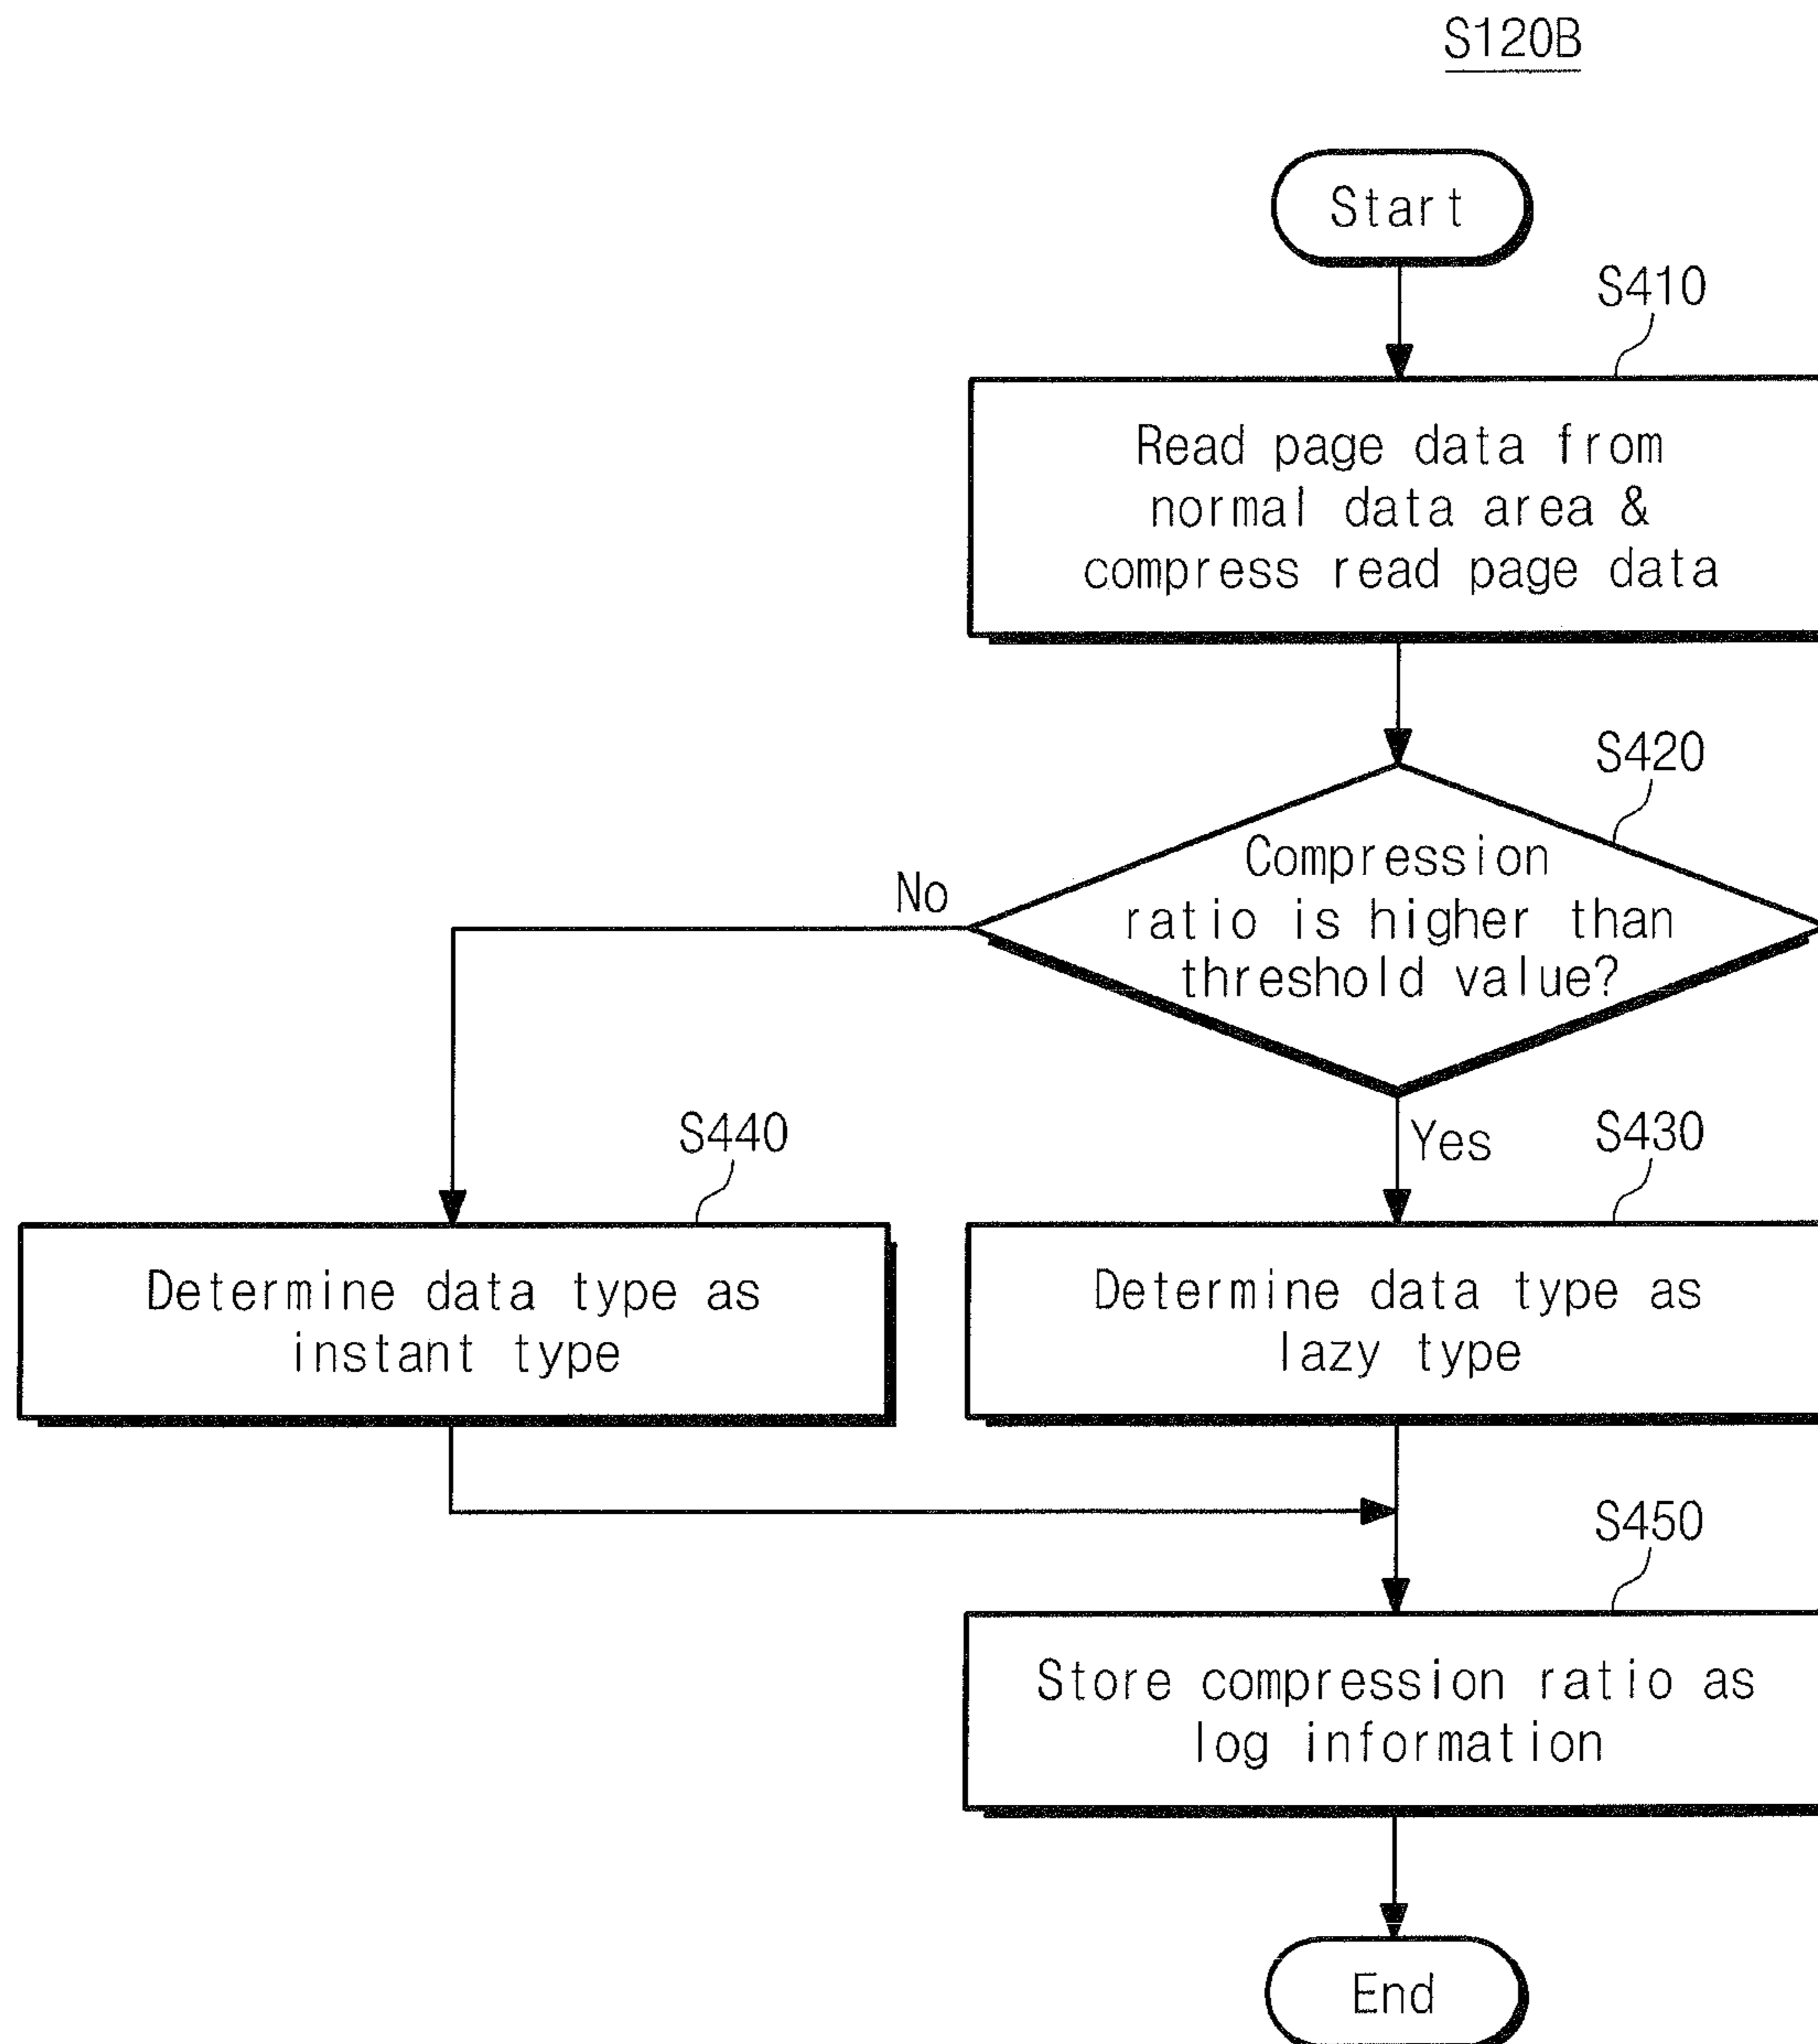 S120B
Start
S410
Read page data from
normal data area &
compress read page data
S420
Compression
ratio is higher than
threshold value?
No
Yes
S440
S430
Determine data type as
instant type
Determine data type as
lazy type
S450
Store compression ratio as
log information
End